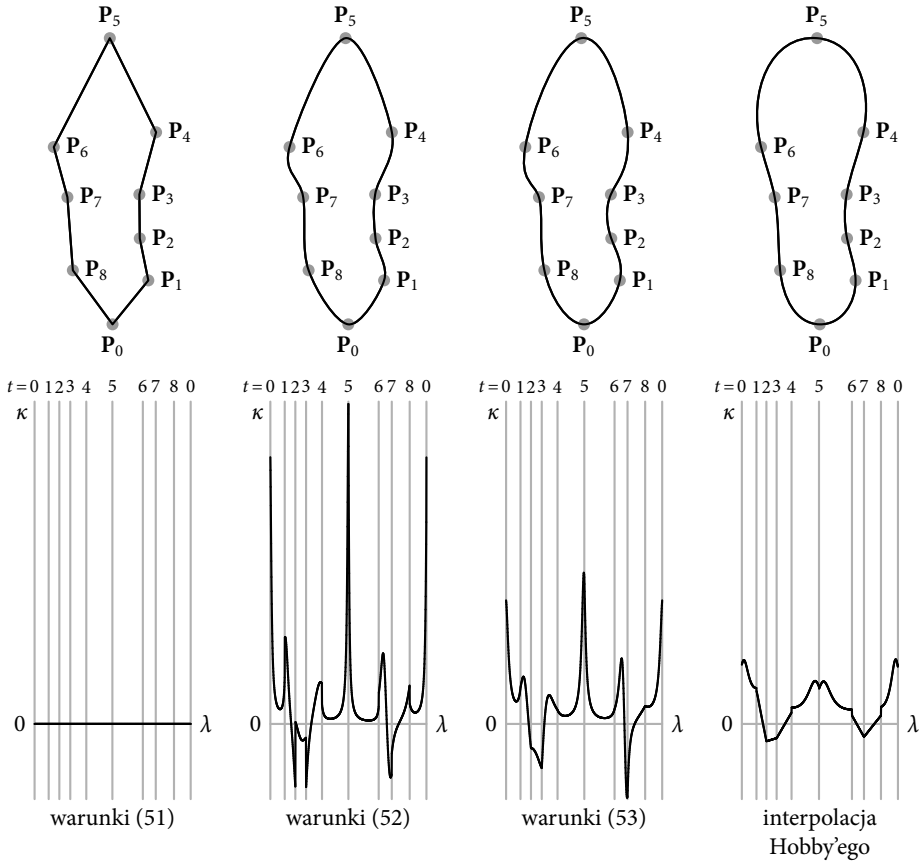 P5 P5 P5 P5
P4 P4 P4 P4
P6 P6 P6 P6
P7 P3 P7 P3 P7 P3 P7 P3
P2 P2 P2 P2
P8 P1 P8 P1 P8 P1 P8 P1
P0 P0 P0 P0
t=0 1 2 3 4 5 6 7 8 0 t=0 1 2 3 4 5 6 7 8 0 t=0 1 2 3 4 5 6 7 8 0 t=0 1 2 3 4 5 6 7 8 0
κ κ κ κ
0 λ 0 λ 0 λ 0 λ
warunki (51) warunki (52) warunki (53) interpolacja
Hobby’ego